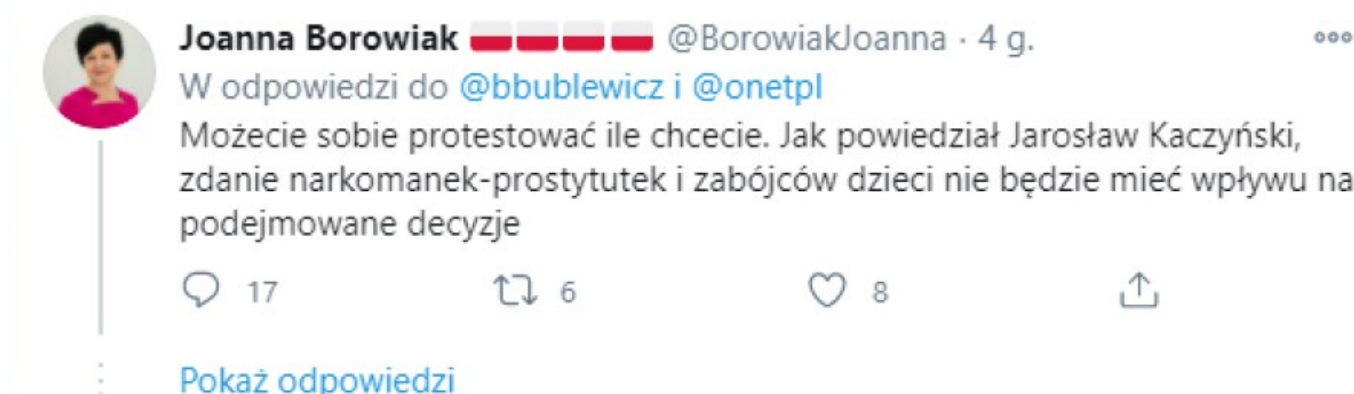 Joanna Borowiak 🇵🇱🇵🇱🇵🇱🇵🇱 @BorowiakJoanna · 4 g.
W odpowiedzi do @bbublewicz i @onetpl
Możecie sobie protestować ile chcecie. Jak powiedział Jarosław Kaczyński,
zdanie narkomanek-prostytutek i zabójców dzieci nie będzie mieć wpływu na
podejmowane decyzje
17 6 8
Pokaż odpowiedzi